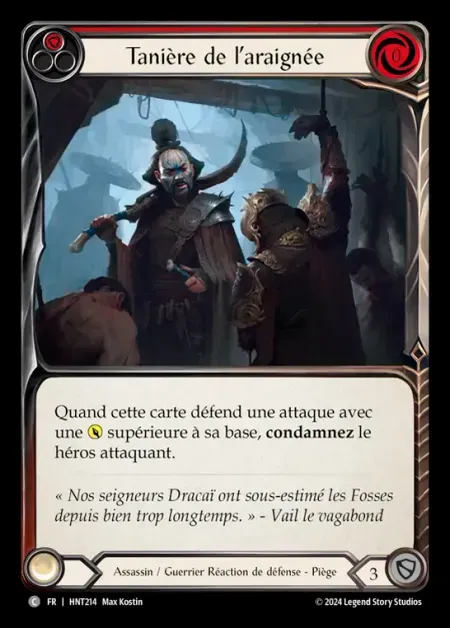 Tanière de l'araignée
0
Quand cette carte défend une attaque avec
une supérieure à sa base, condamnez le
héros attaquant.
« Nos seigneurs Dracaï ont sous-estimé les Fosses
depuis bien trop longtemps. » - Vail le vagabond
Assassin / Guerrier Réaction de défense - Piège
3
C FR | HNT214 Max Kostin
© 2024 Legend Story Studios